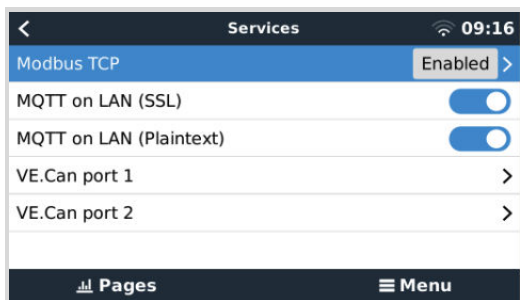 Services 09:16
Modbus TCP Enabled
MQTT on LAN (SSL)
MQTT on LAN (Plaintext)
VE.Can port 1
VE.Can port 2
Pages Menu